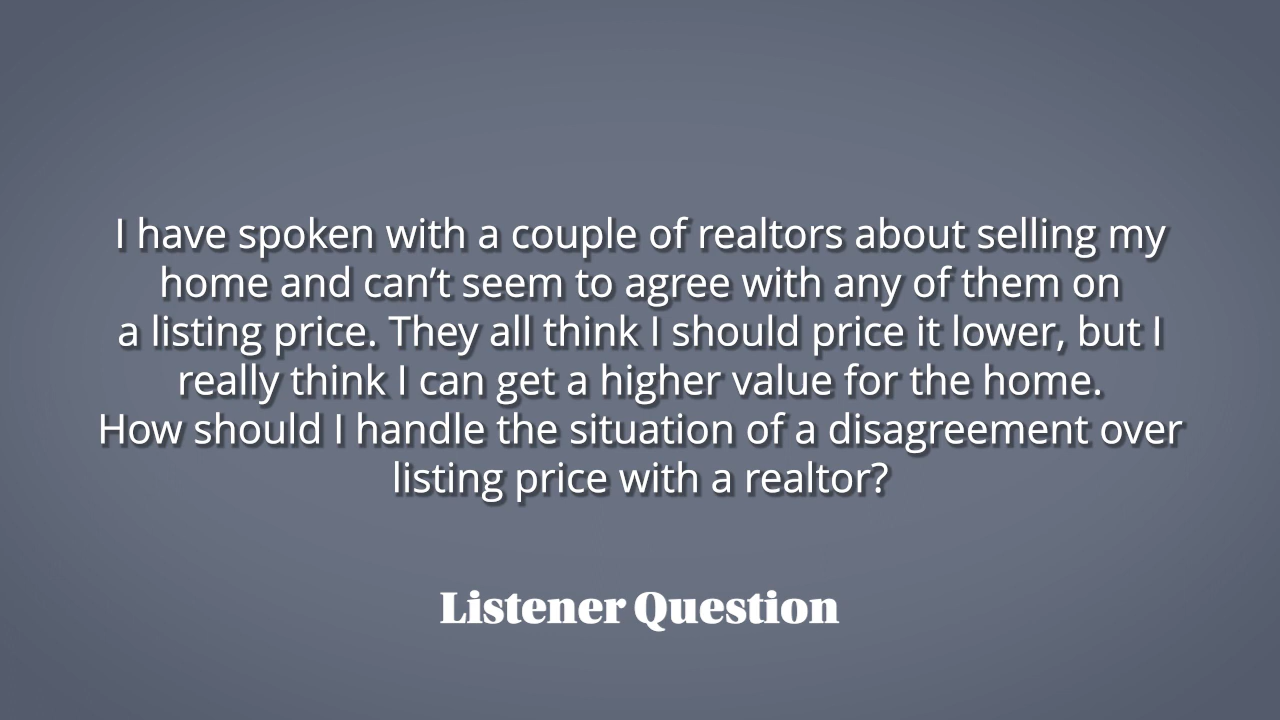 I have spoken with a couple of realtors about selling my
home and can’t seem to agree with any of them on
a listing price. They all think I should price it lower, but I
really think I can get a higher value for the home.
How should I handle the situation of a disagreement over
listing price with a realtor?
Listener Question